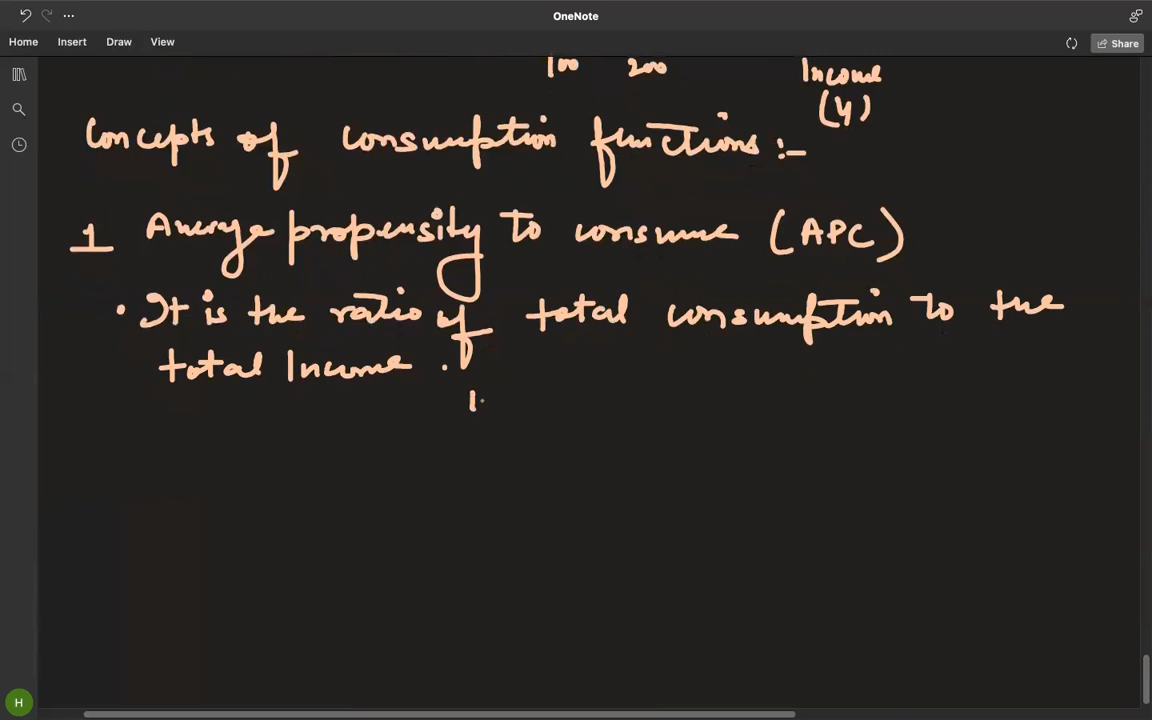 OneNote
Home Insert Draw View Share
100 200 Income
(Y)
Concepts of consumption functions :-
1 Average propensity to consume (APC)
• It is the ratio of total consumption to the
total Income .
H